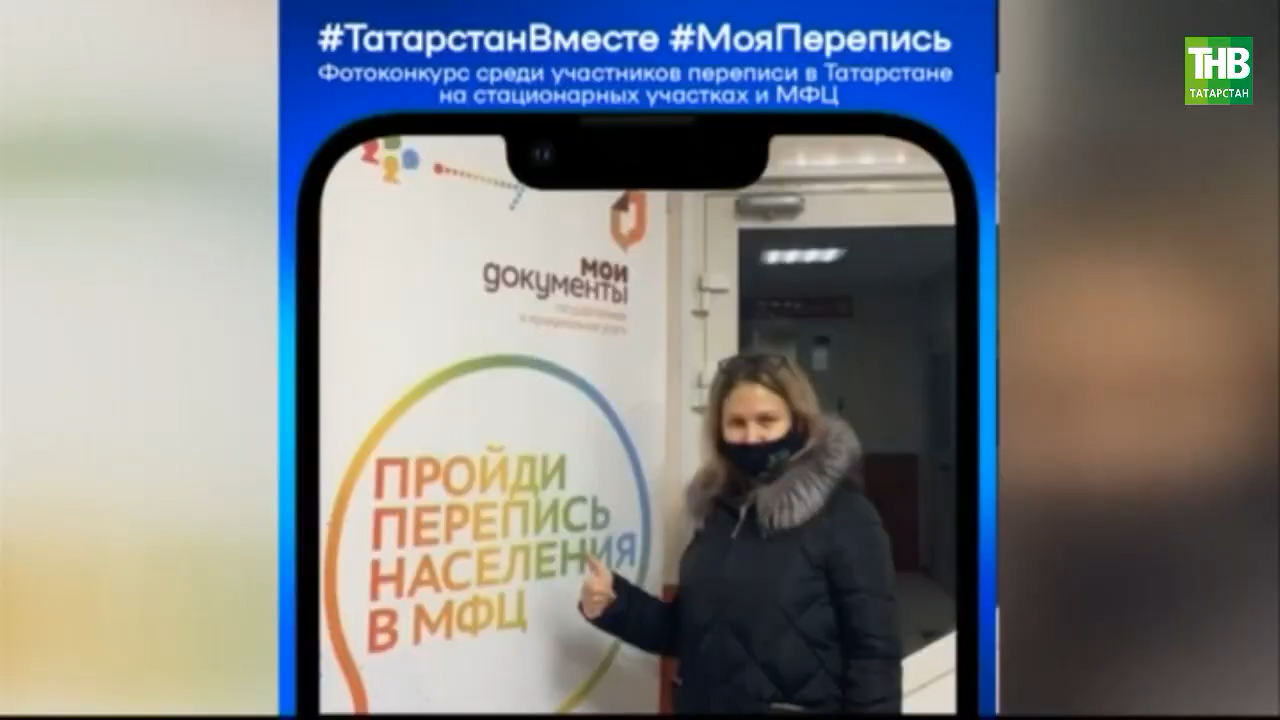 #ТатарстанВместе #МояПерепись
Фотоконкурс среди участников переписи в Татарстане
на стационарных участках и МФЦ
ТНВ
ТАТАРСТАН
мои
документы
ПРОЙДИ
ПЕРЕПИСЬ
НАСЕЛЕНИЯ
В МФЦ